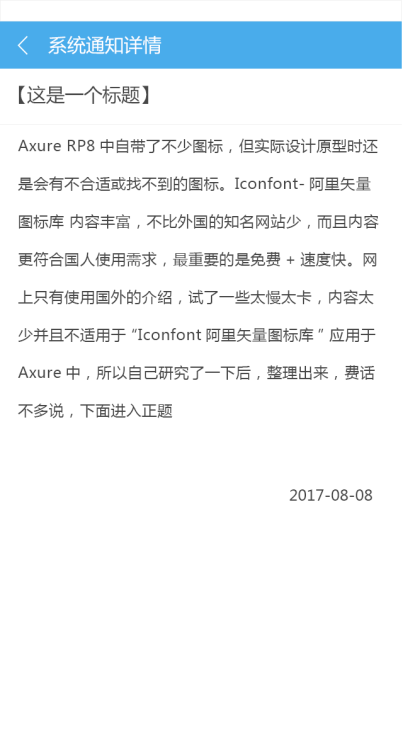 系统通知详情
【这是一个标题】
Axure RP8 中自带了不少图标，但实际设计原型时还
是会有不合适或找不到的图标。Iconfont- 阿里矢量
图标库 内容丰富，不比外国的知名网站少，而且内容
更符合国人使用需求，最重要的是免费 + 速度快。网
上只有使用国外的介绍，试了一些太慢太卡，内容太
少并且不适用于 “Iconfont 阿里矢量图标库 ” 应用于
Axure 中，所以自己研究了一下后，整理出来，费话
不多说，下面进入正题
2017-08-08